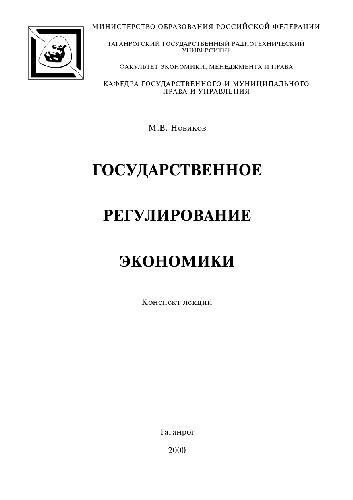 МИНИСТЕРСТВО ОБРАЗОВАНИЯ РОССИЙСКОЙ ФЕДЕРАЦИИ
ТАГАНРОГСКИЙ ГОСУДАРСТВЕННЫЙ РАДИОТЕХНИЧЕСКИЙ
УНИВЕРСИТЕТ
ФАКУЛЬТЕТ ЭКОНОМИКИ, МЕНЕДЖМЕНТА И ПРАВА
КАФЕДРА ГОСУДАРСТВЕННОГО И МУНИЦИПАЛЬНОГО
ПРАВА И УПРАВЛЕНИЯ
М.В. Новиков
ГОСУДАРСТВЕННОЕ
РЕГУЛИРОВАНИЕ
ЭКОНОМИКИ
Конспект лекций
Таганрог
2000